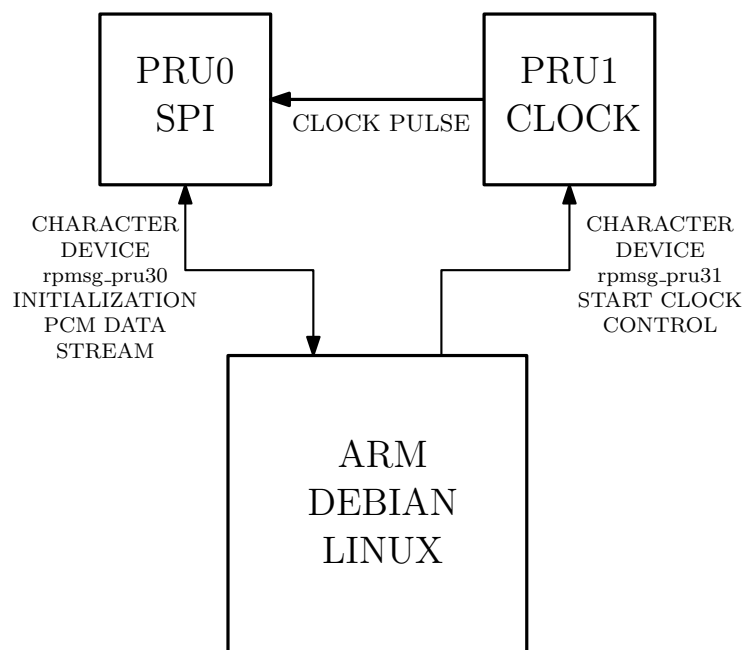 PRU0
SPI
PRU1
CLOCK
CLOCK PULSE
CHARACTER
DEVICE
rpmsg_pru30
INITIALIZATION
PCM DATA
STREAM
CHARACTER
DEVICE
rpmsg_pru31
START CLOCK
CONTROL
ARM
DEBIAN
LINUX